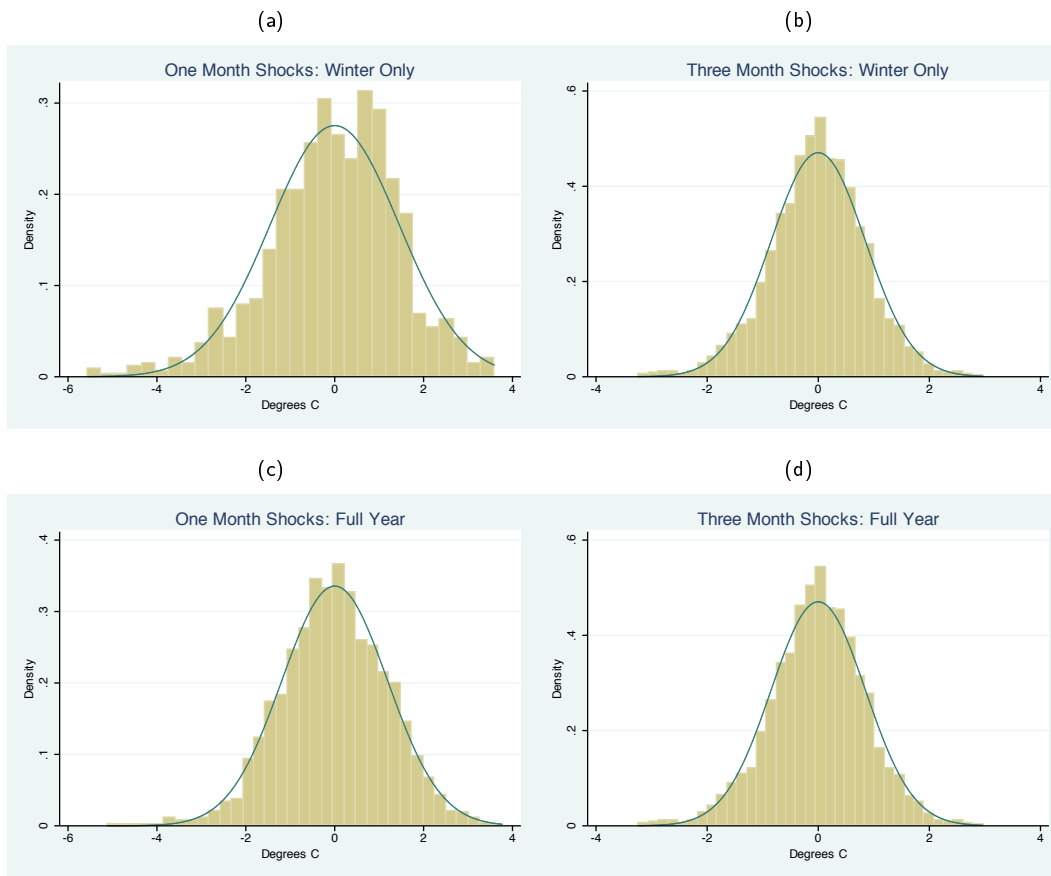 (a)
One Month Shocks: Winter Only
.3
.2
.1
0
Density
-6 -4 -2 0 2 4
Degrees C
(b)
Three Month Shocks: Winter Only
.6
.4
.2
0
Density
-4 -2 0 2 4
Degrees C
(c)
One Month Shocks: Full Year
.4
.3
.2
.1
0
Density
-6 -4 -2 0 2 4
Degrees C
(d)
Three Month Shocks: Full Year
.6
.4
.2
0
Density
-4 -2 0 2 4
Degrees C